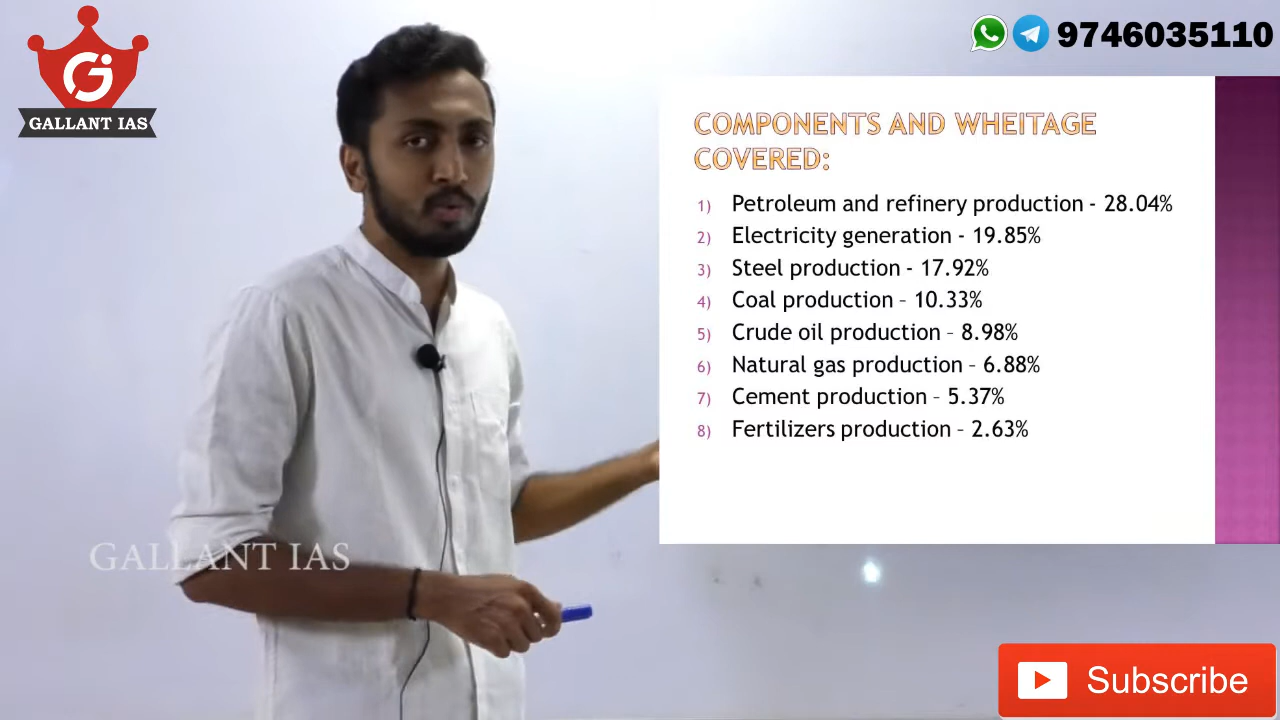 GALLANT IAS
9746035110
COMPONENTS AND WHEITAGE
COVERED:
1) Petroleum and refinery production - 28.04%
2) Electricity generation - 19.85%
3) Steel production - 17.92%
4) Coal production – 10.33%
5) Crude oil production – 8.98%
6) Natural gas production – 6.88%
7) Cement production – 5.37%
8) Fertilizers production – 2.63%
GALLANT IAS
Subscribe